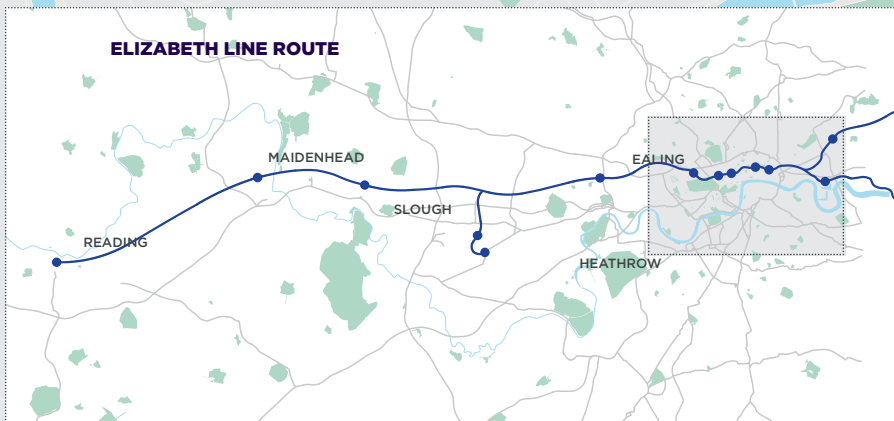 ELIZABETH LINE ROUTE
MAIDENHEAD
EALING
SLOUGH
READING
HEATHROW